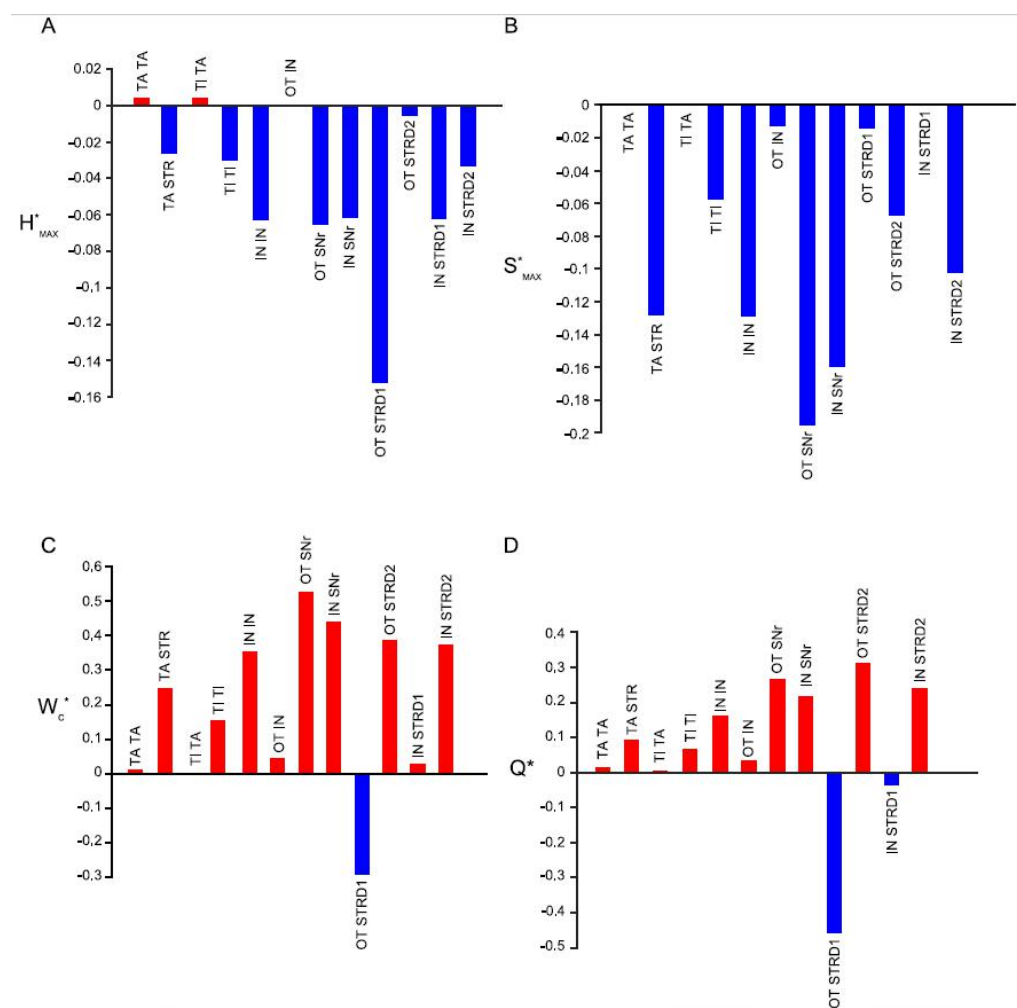 A
H*MAX
0.02
0
-0.02
-0.04
-0.06
-0.08
-0.1
-0.12
-0.14
-0.16
TA TA
TA STR
TI TA
TI TI
IN IN
OT IN
OT SNr
IN SNr
OT STRD1
OT STRD2
IN STRD1
IN STRD2
B
S*MAX
0
-0.02
-0.04
-0.06
-0.08
-0.1
-0.12
-0.14
-0.16
-0.18
-0.2
TA TA
TA STR
TI TA
TI TI
IN IN
OT IN
OT SNr
IN SNr
OT STRD1
OT STRD2
IN STRD1
IN STRD2
C
Wc*
0,6
0.5
0.4
0.3
0.2
0.1
0
-0.1
-0.2
-0.3
TA TA
TA STR
TI TA
TI TI
IN IN
OT IN
OT SNr
IN SNr
OT STRD1
OT STRD2
IN STRD1
IN STRD2
D
Q*
0.4
0.3
0.2
0.1
0
-0.1
-0.2
-0.3
-0.4
-0.5
TA TA
TA STR
TI TA
TI TI
IN IN
OT IN
OT SNr
IN SNr
OT STRD1
OT STRD2
IN STRD1
IN STRD2